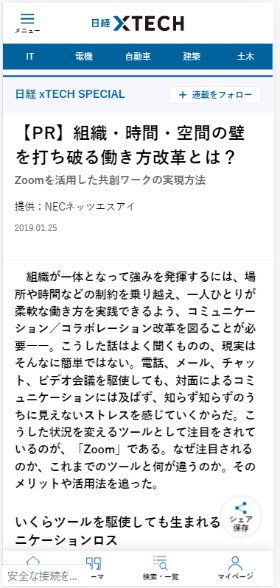 メニュー
日経 XTECH
IT 電機 自動車 建築 土木
日経 xTECH SPECIAL
+ 連載をフォロー
【PR】組織・時間・空間の壁
を打ち破る働き方改革とは？
Zoomを活用した共創ワークの実現方法
提供：NECネッツエスアイ
2019.01.25
組織が一体となって強みを発揮するには、場
所や時間などの制約を乗り越え、一人ひとりが
柔軟な働き方を実践できるよう、コミュニケー
ション／コラボレーション改革を図ることが必
要――。こうした話はよく聞くものの、現実は
そんなに簡単ではない。電話、メール、チャッ
ト、ビデオ会議を駆使しても、対面によるコミ
ュニケーションには及ばず、知らず知らずのう
ちに見えないストレスを感じていくからだ。こ
うした状況を変えるツールとして注目をされて
いるのが、「Zoom」である。なぜ注目される
のか、これまでのツールと何が違うのか。その
メリットや活用法を追った。
シェア
保存
いくらツールを駆使しても生まれる
ニケーションロス
安全な接続を...
ーマ
検索・一覧
マイページ